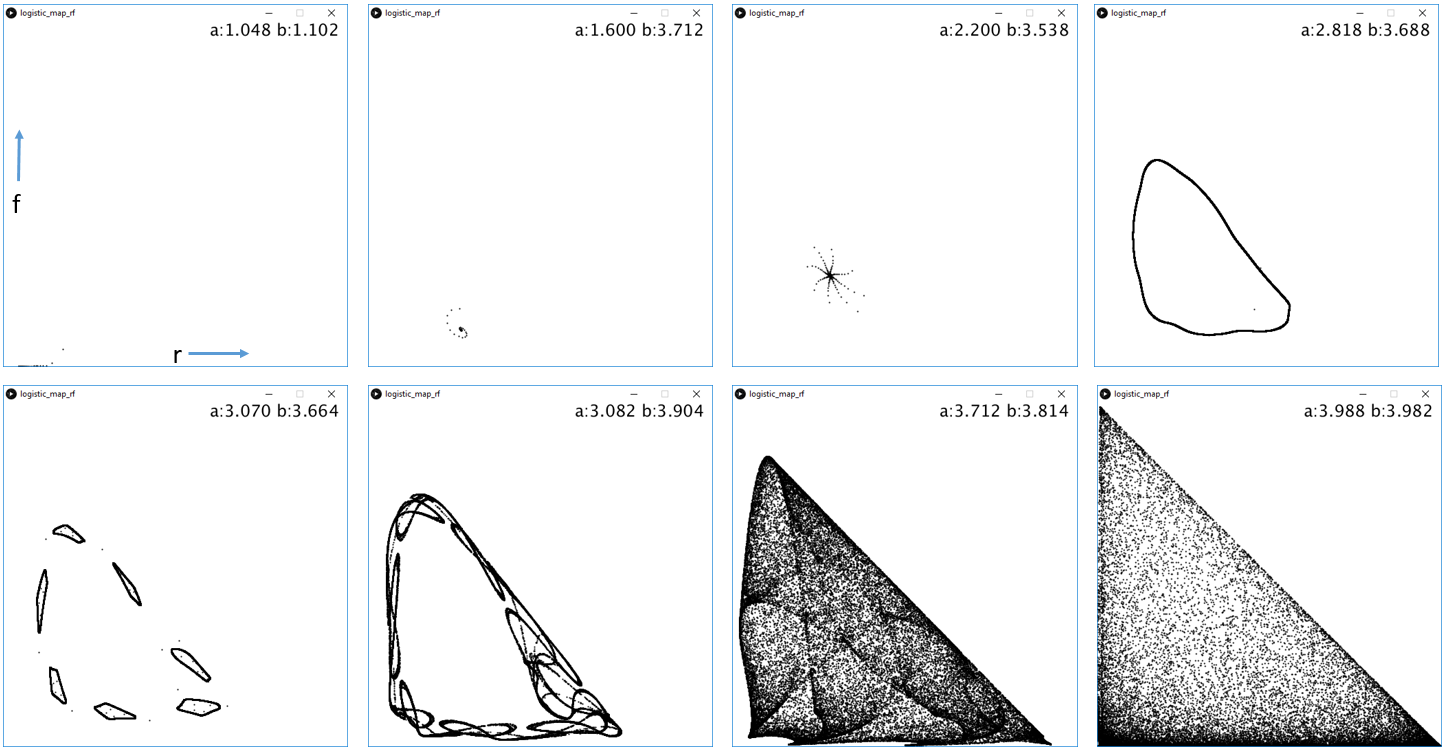 logistic_map_rf
a:1.048 b:1.102
f
r
logistic_map_rf
a:1.600 b:3.712
logistic_map_rf
a:2.200 b:3.538
logistic_map_rf
a:2.818 b:3.688
logistic_map_rf
a:3.070 b:3.664
logistic_map_rf
a:3.082 b:3.904
logistic_map_rf
a:3.712 b:3.814
logistic_map_rf
a:3.988 b:3.982